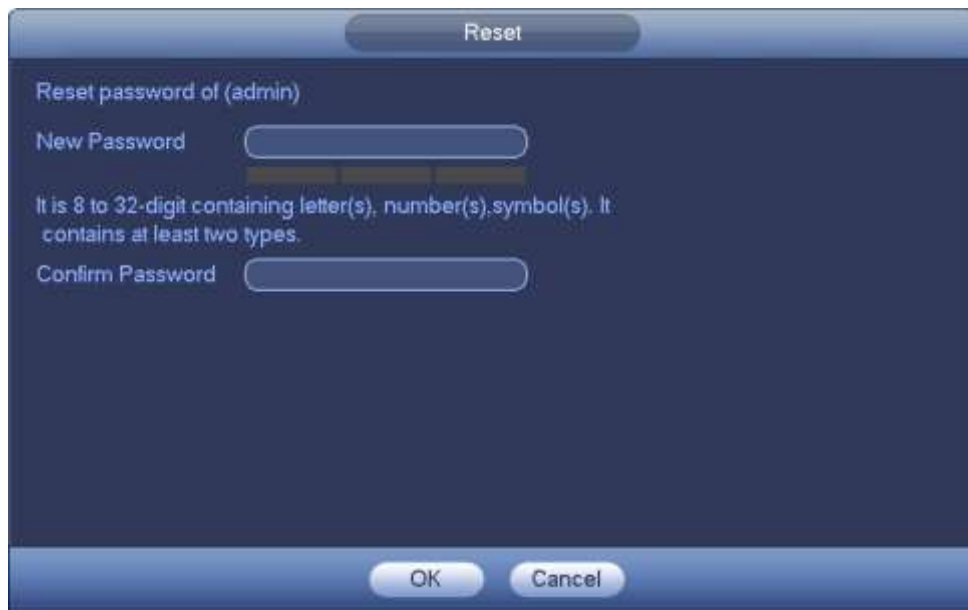 Reset
Reset password of (admin)
New Password
It is 8 to 32-digit containing letter(s), number(s),symbol(s). It
contains at least two types.
Confirm Password
OK
Cancel